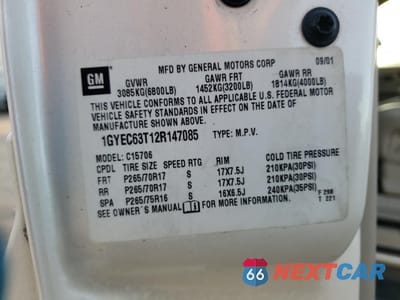 GM
MFD BY GENERAL MOTORS CORP 09/01
GVWR GAWR FRT GAWR RR
3085KG(6800LB) 1452KG(3200LB) 1814KG(4000LB)
THIS VEHICLE CONFORMS TO ALL APPLICABLE U.S. FEDERAL MOTOR
VEHICLE SAFETY STANDARDS IN EFFECT ON THE DATE OF
MANUFACTURE SHOWN ABOVE.
1GYEC63T12R147085 TYPE: M.P.V.
MODEL: C15706
CPDL TIRE SIZE SPEED RTG RIM COLD TIRE PRESSURE
FRT P265/70R17 S 17X7.5J 210KPA(30PSI)
RR P265/70R17 S 17X7.5J 210KPA(30PSI)
SPA P265/75R16 S 16X6.5J 240KPA(35PSI)
SEE OWNER'S MANUAL FOR MORE INFORMATION. F 298
T 221
66 NEXTCAR